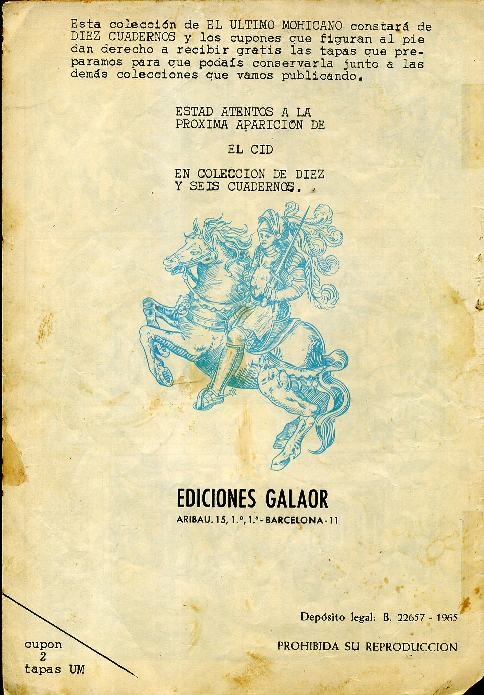 Esta colección de EL ULTIMO MOHICANO constará de
DIEZ CUADERNOS y los cupones que figuran al pie
dan derecho a recibir gratis las tapas que pre-
paramos para que podaís conservarla junto a las
demás colecciones que vamos publicando.
ESTAD ATENTOS A LA
PROXIMA APARICION DE
EL CID
EN COLECCION DE DIEZ
Y SEIS CUADERNOS.
EDICIONES GALAOR
ARIBAU, 15, 1.º, 1.ª - BARCELONA - 11
Depósito legal: B. 22657 - 1965
PROHIBIDA SU REPRODUCCION
cupon
2
tapas UM